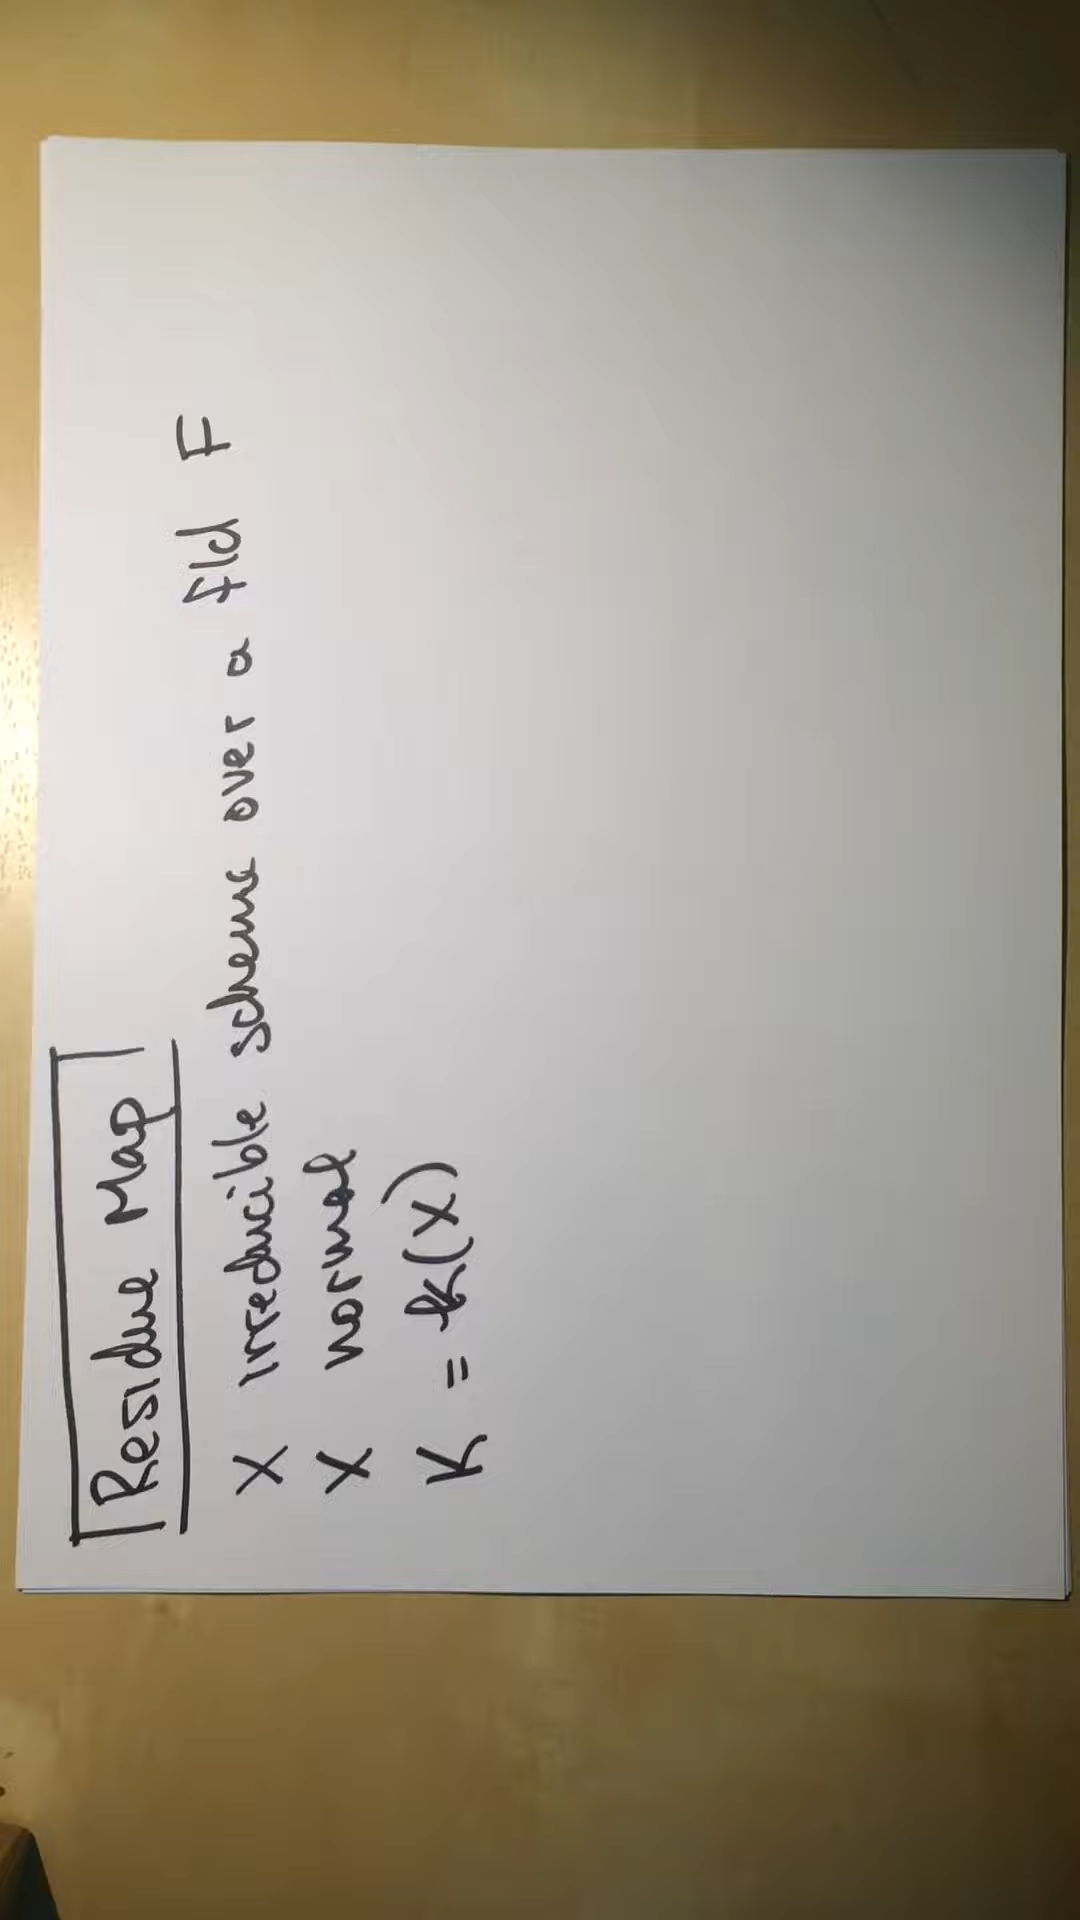 Residue Map
X irreducible scheme over a fld F
X normal
K = k(X)